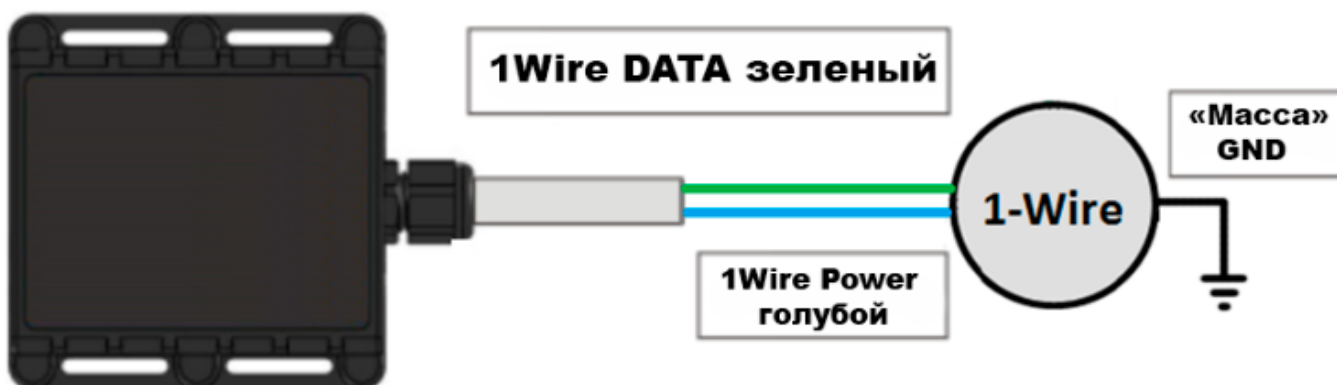 1Wire DATA зеленый
«Масса»
GND
1-Wire
1Wire Power
голубой